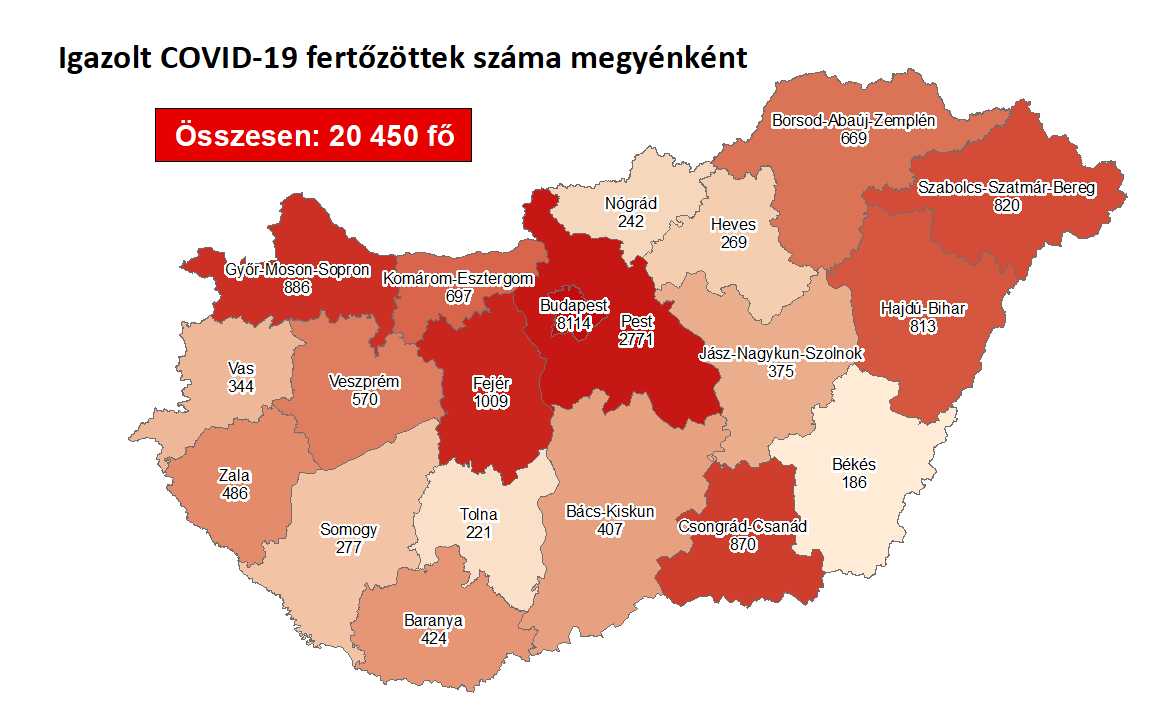 Igazolt COVID-19 fertőzöttek száma megyénként
Összesen: 20 450 fő
Borsod-Abaúj-Zemplén
669
Szabolcs-Szatmár-Bereg
820
Nógrád
242
Heves
269
Győr-Moson-Sopron
886
Komárom-Esztergom
697
Budapest
8114
Pest
2771
Hajdú-Bihar
813
Jász-Nagykun-Szolnok
375
Vas
344
Veszprém
570
Fejér
1009
Békés
186
Zala
486
Somogy
277
Tolna
221
Bács-Kiskun
407
Csongrád-Csanád
870
Baranya
424